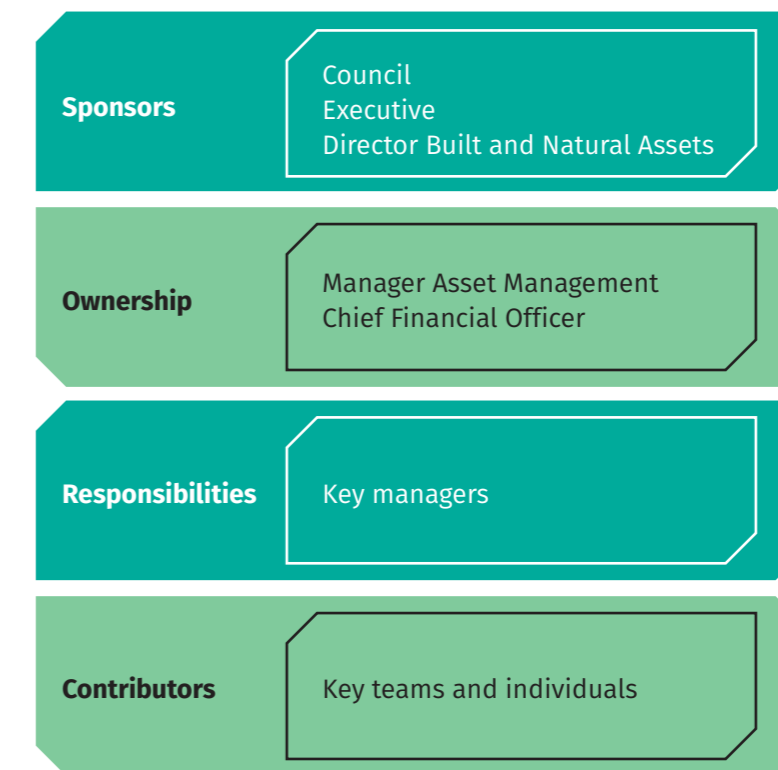 Sponsors
Council
Executive
Director Built and Natural Assets
Ownership
Manager Asset Management
Chief Financial Officer
Responsibilities
Key managers
Contributors
Key teams and individuals